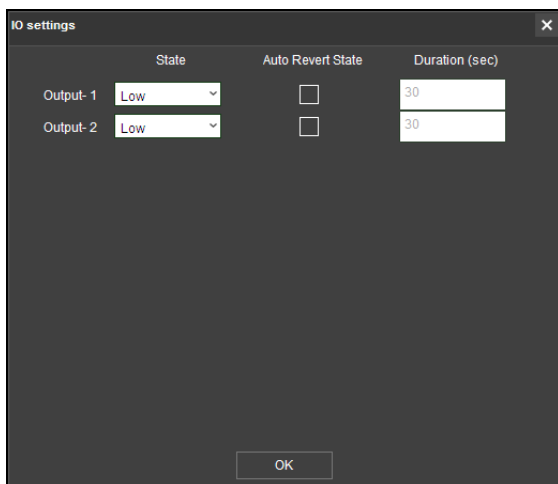 IO settings
State Auto Revert State Duration (sec)
Output- 1 Low 30
Output- 2 Low 30
OK